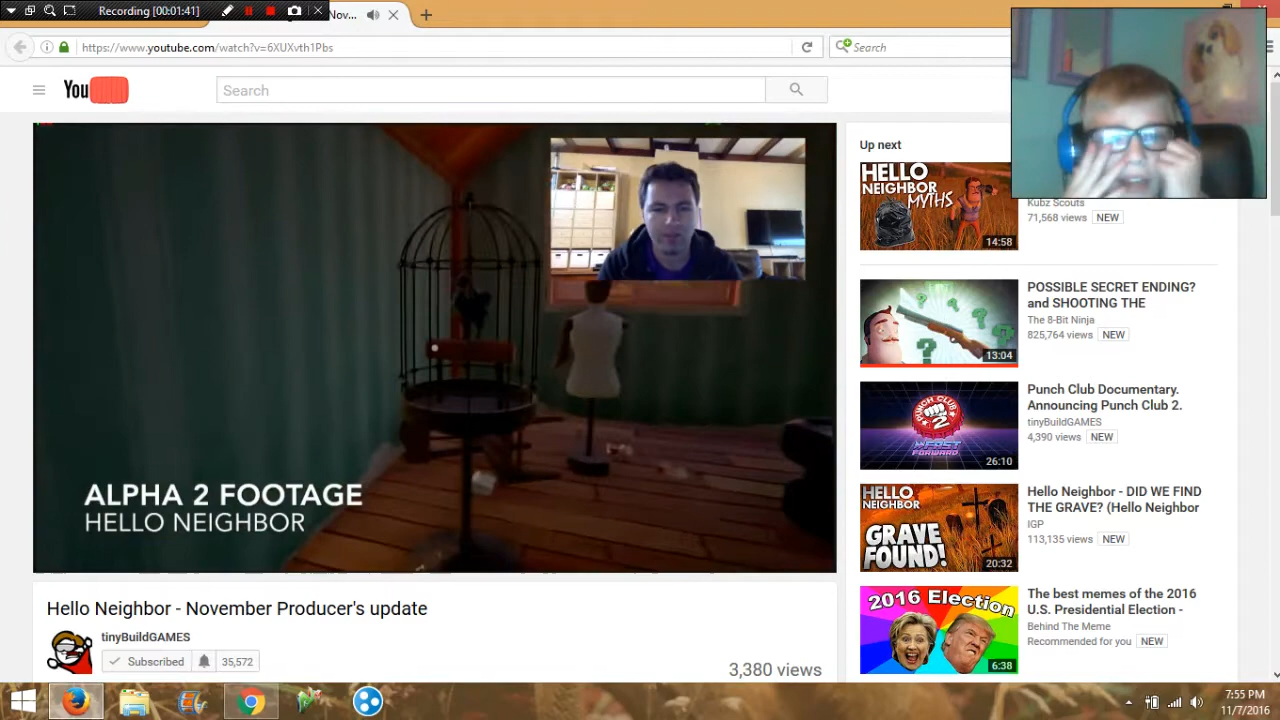 Recording [00:01:41]
Nov...
https://www.youtube.com/watch?v=6XUXvth1Pbs
Search
You
Search
ALPHA 2 FOOTAGE
HELLO NEIGHBOR
Hello Neighbor - November Producer's update
tinyBuildGAMES
Subscribed
35,572
3,380 views
Up next
HELLO
NEIGHBOR
MYTHS
14:58
Kubz Scouts
71,568 views
NEW
13:04
POSSIBLE SECRET ENDING?
and SHOOTING THE
The 8-Bit Ninja
825,764 views
NEW
PUNCH CLUB
2
FAST
FORWARD
26:10
Punch Club Documentary.
Announcing Punch Club 2.
tinyBuildGAMES
4,390 views
NEW
HELLO
NEIGHBOR
GRAVE
FOUND!
20:32
Hello Neighbor - DID WE FIND
THE GRAVE? (Hello Neighbor
IGP
113,135 views
NEW
2016 Election
6:38
The best memes of the 2016
U.S. Presidential Election -
Behind The Meme
Recommended for you
NEW
7:55 PM
11/7/2016